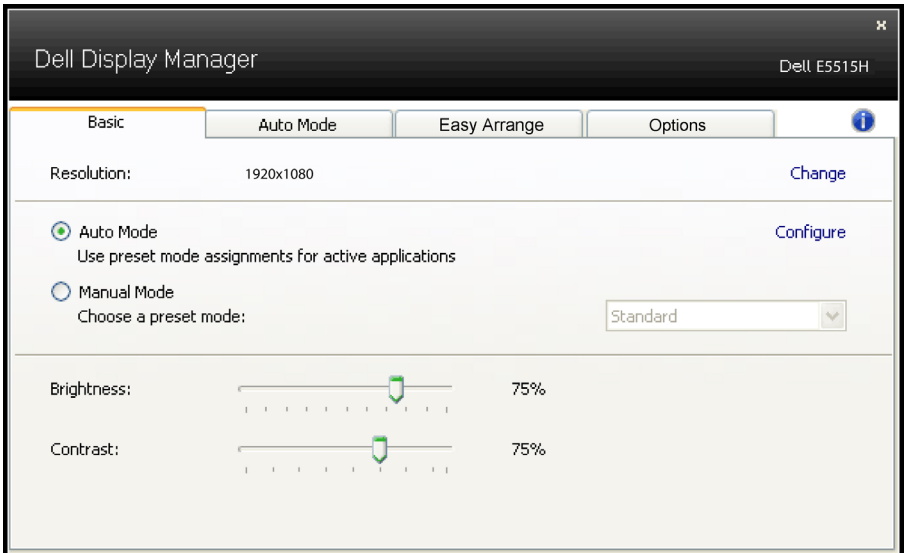 x
Dell Display Manager
Dell E5515H
Basic
Auto Mode
Easy Arrange
Options
i
Resolution:
1920x1080
Change
Auto Mode
Configure
Use preset mode assignments for active applications
Manual Mode
Choose a preset mode:
Standard
Brightness:
75%
Contrast:
75%